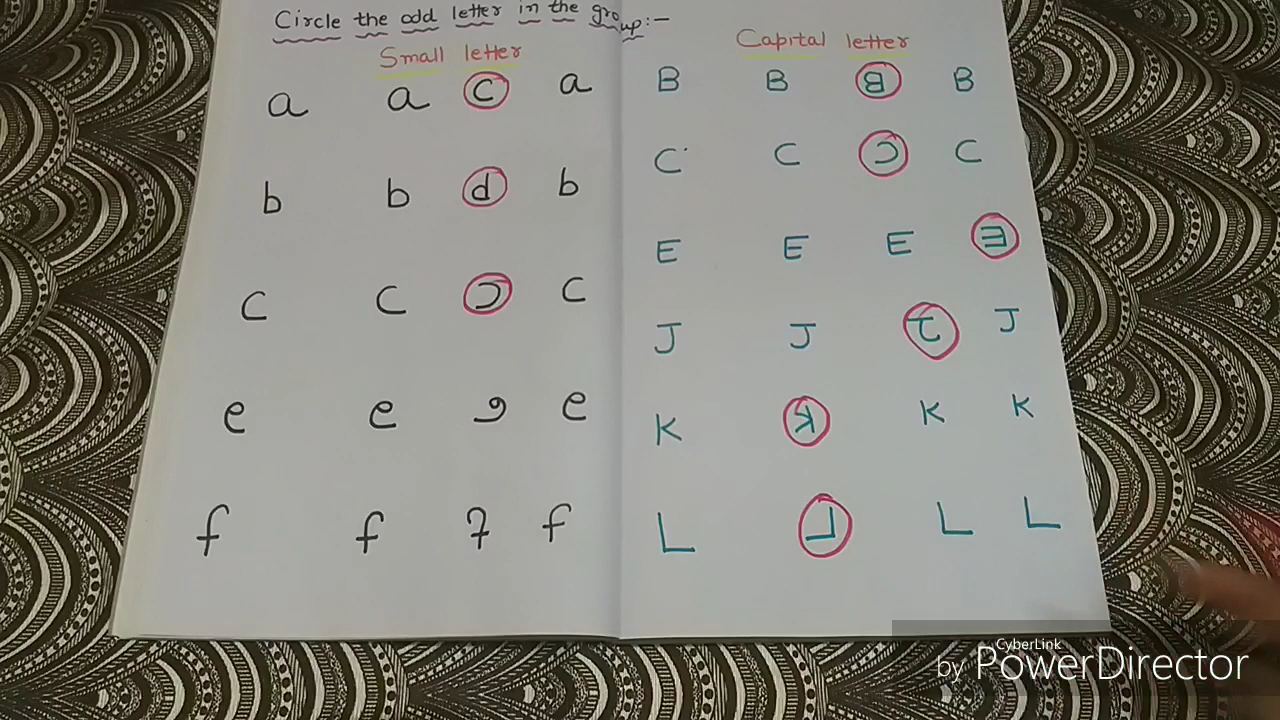 Circle the odd letter in the group:-
Small letter
a a c a
b b d b
c c ɔ c
e e ɘ e
f f ɟ f
Capital letter
B B ᗺ B
C C Ɔ C
E E Ǝ E
J J Ր J
K ꓘ K K
L ⅃ L L
CyberLink
by PowerDirector